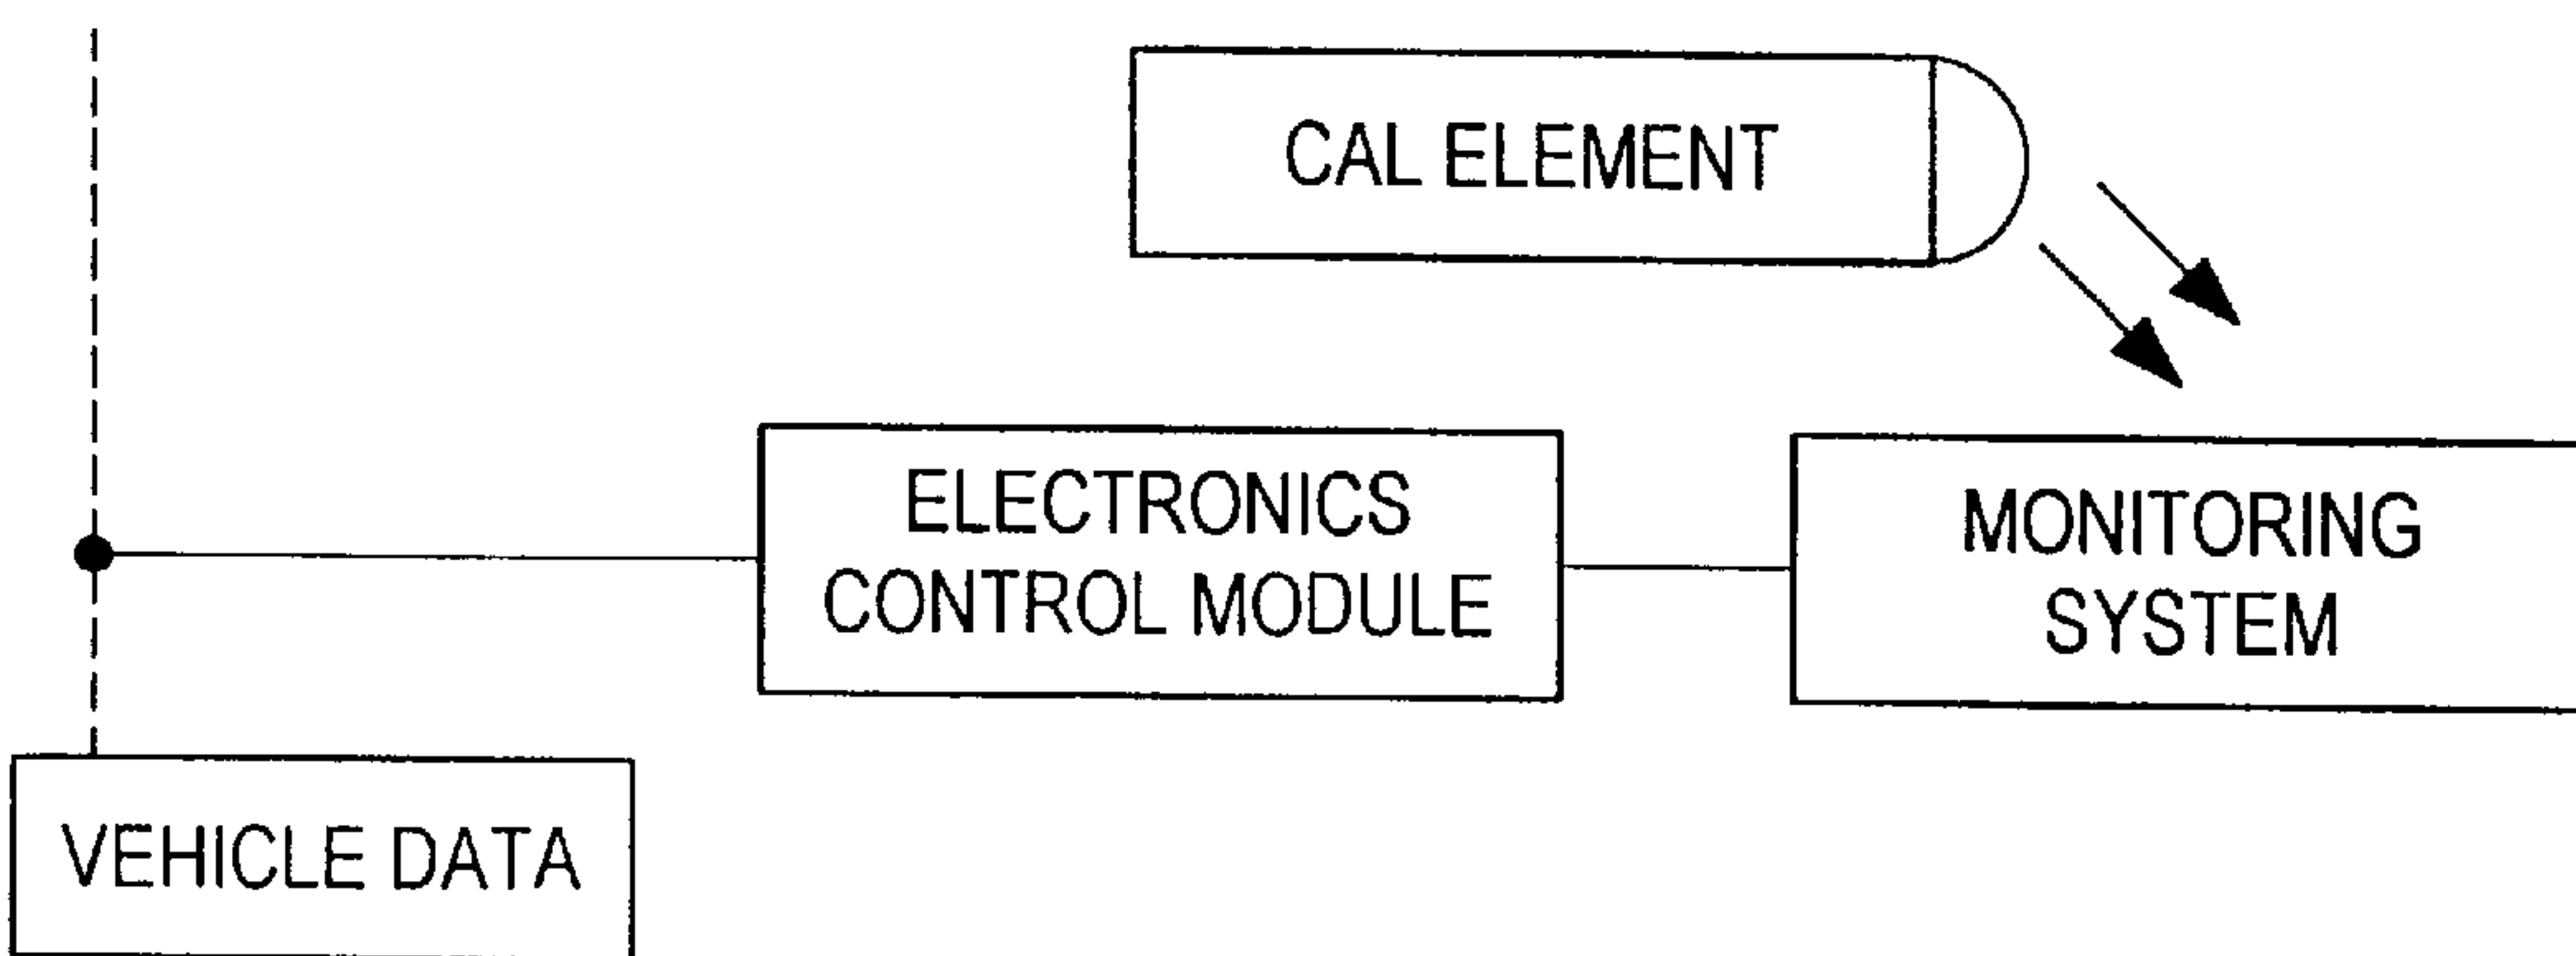 CAL ELEMENT
ELECTRONICS
CONTROL MODULE
MONITORING
SYSTEM
VEHICLE DATA